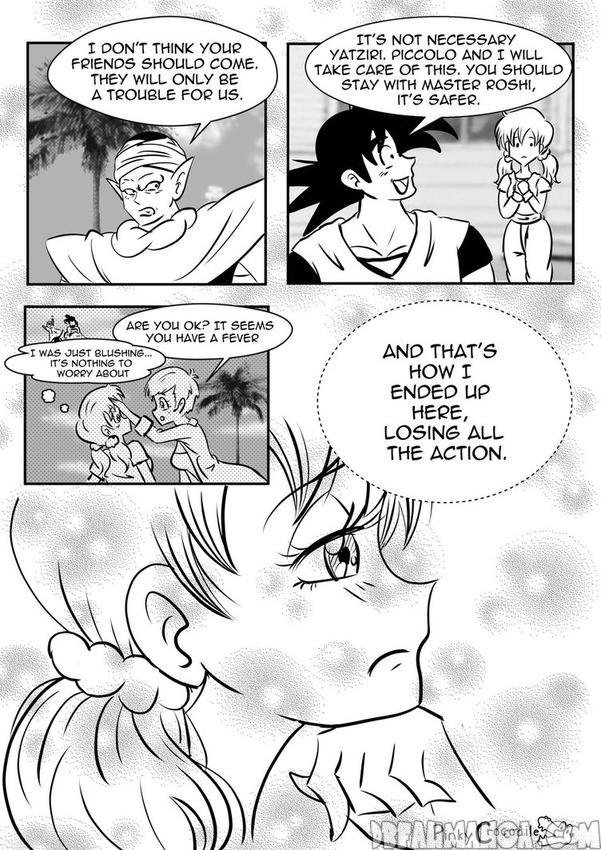 I DON'T THINK YOUR
FRIENDS SHOULD COME.
THEY WILL ONLY BE
A TROUBLE FOR US.
IT'S NOT NECESSARY
YATZIRI. PICCOLO AND I WILL
TAKE CARE OF THIS. YOU SHOULD
STAY WITH MASTER ROSHI,
IT'S SAFER.
ARE YOU OK? IT SEEMS
YOU HAVE A FEVER
I WAS JUST BLUSHING...
IT'S NOTHING TO
WORRY ABOUT
AND THAT'S
HOW I
ENDED UP
HERE,
LOSING ALL
THE ACTION.
Pinky Crocodile
DREAMAGIA.COM